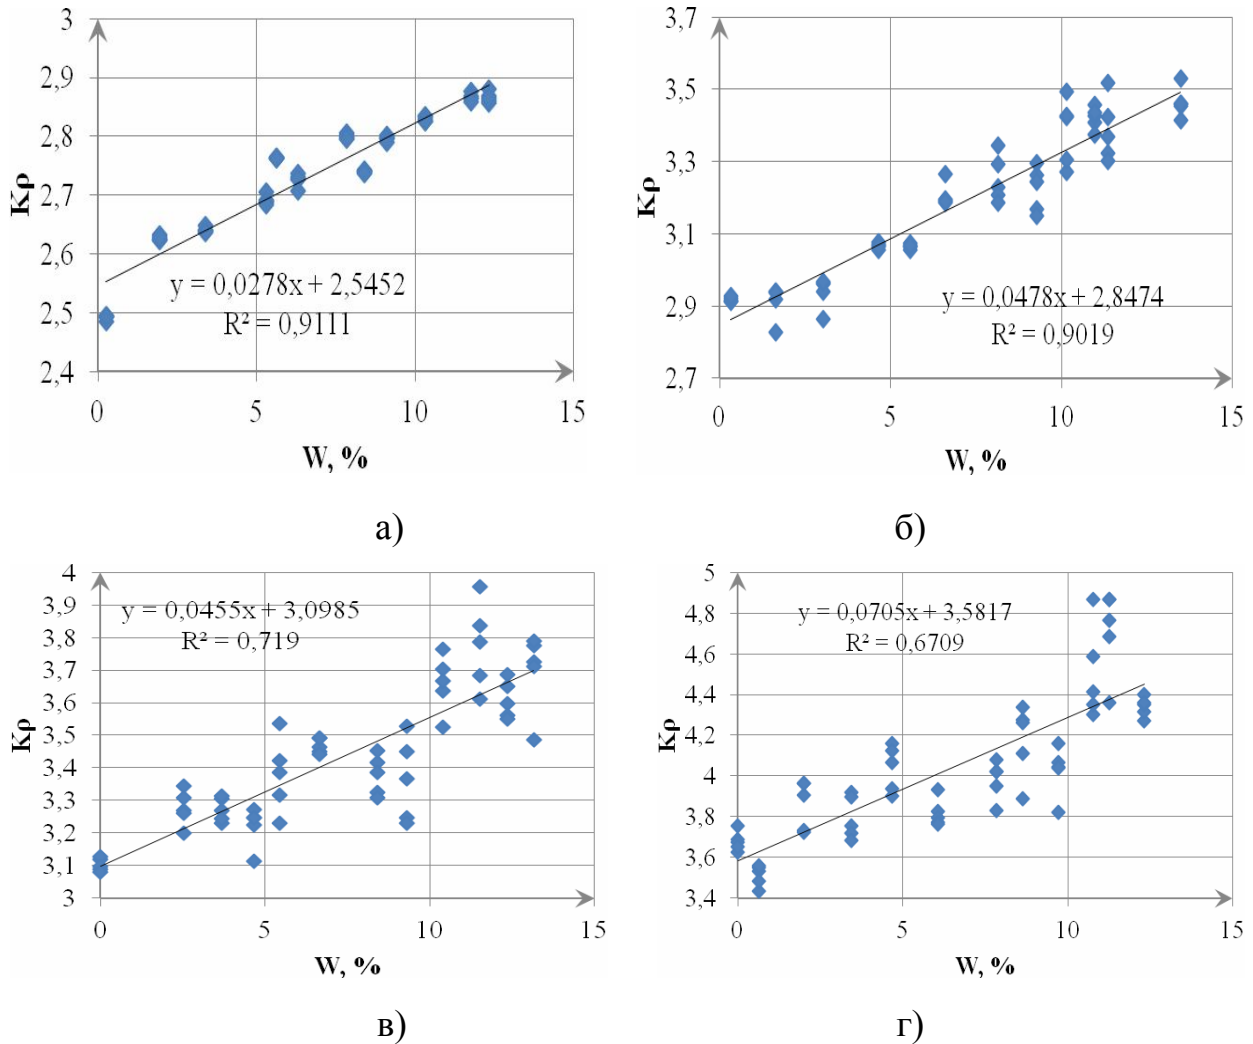 3
2,9
2,8
2,7
2,6
2,5
2,4
Kρ
y = 0,0278x + 2,5452
R² = 0,9111
0 5 10 15
W, %
а)
3,7
3,5
3,3
3,1
2,9
2,7
Kρ
y = 0,0478x + 2,8474
R² = 0,9019
0 5 10 15
W, %
б)
4
3,9
3,8
3,7
3,6
3,5
3,4
3,3
3,2
3,1
3
Kρ
y = 0,0455x + 3,0985
R² = 0,719
0 5 10 15
W, %
в)
5
4,8
4,6
4,4
4,2
4
3,8
3,6
3,4
Kρ
y = 0,0705x + 3,5817
R² = 0,6709
0 5 10 15
W, %
г)